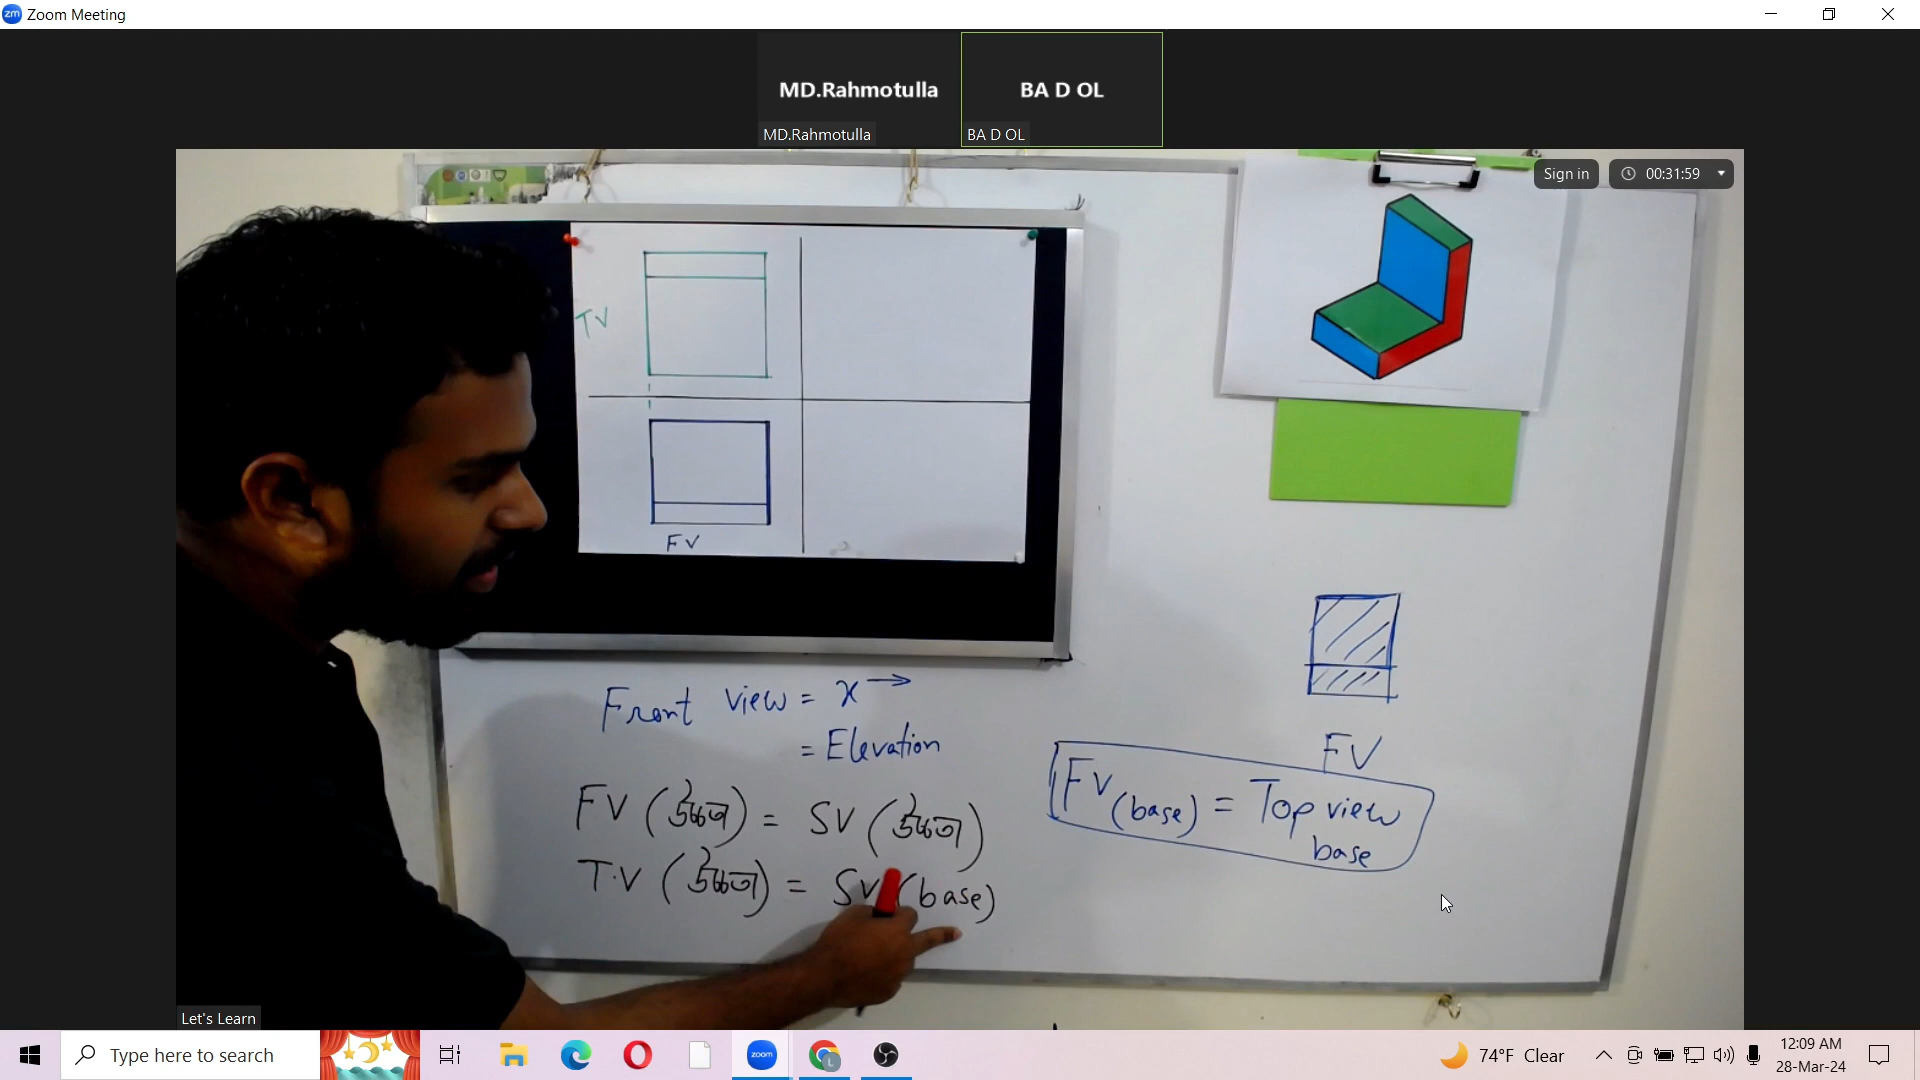 Zoom Meeting
MD.Rahmotulla
BA D OL
MD.Rahmotulla
BA D OL
Sign in
00:31:59
TV
FV
Front view = x →
= Elevation
FV (উচ্চতা) = SV (উচ্চতা)
T.V (উচ্চতা) = SV (base)
FV
FV (base) = Top view
base
Let's Learn
Type here to search
zoom
L
74°F Clear
12:09 AM
28-Mar-24